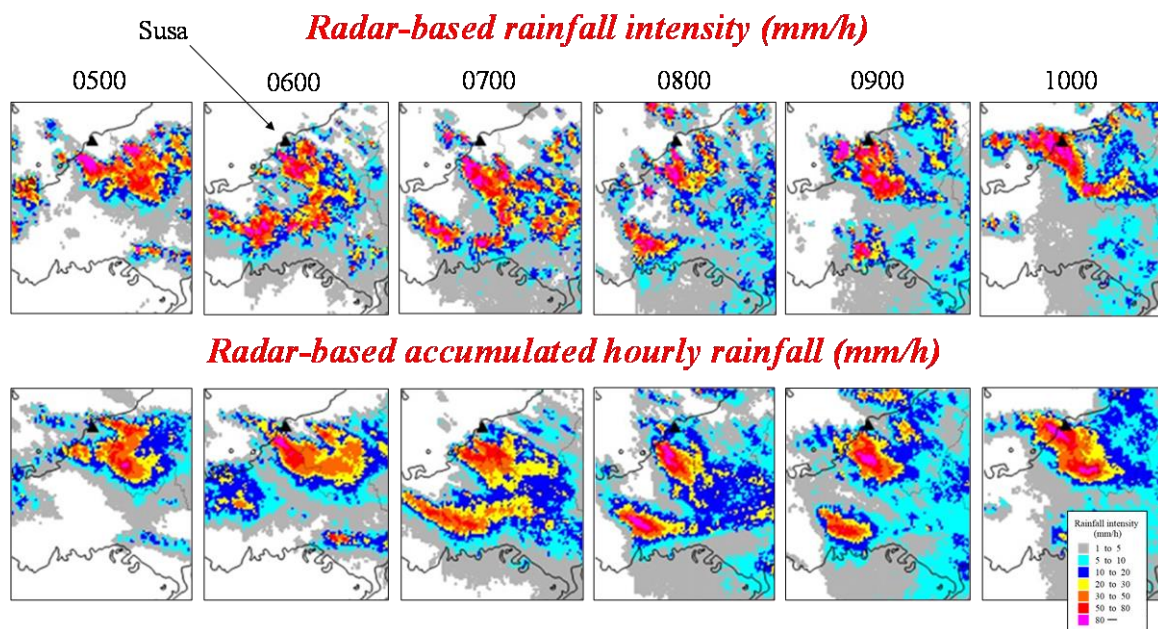 Radar-based rainfall intensity (mm/h)
Susa
0500 0600 0700 0800 0900 1000
Radar-based accumulated hourly rainfall (mm/h)
Rainfall intensity
(mm/h)
1 to 5
5 to 10
10 to 20
20 to 30
30 to 50
50 to 80
80 —